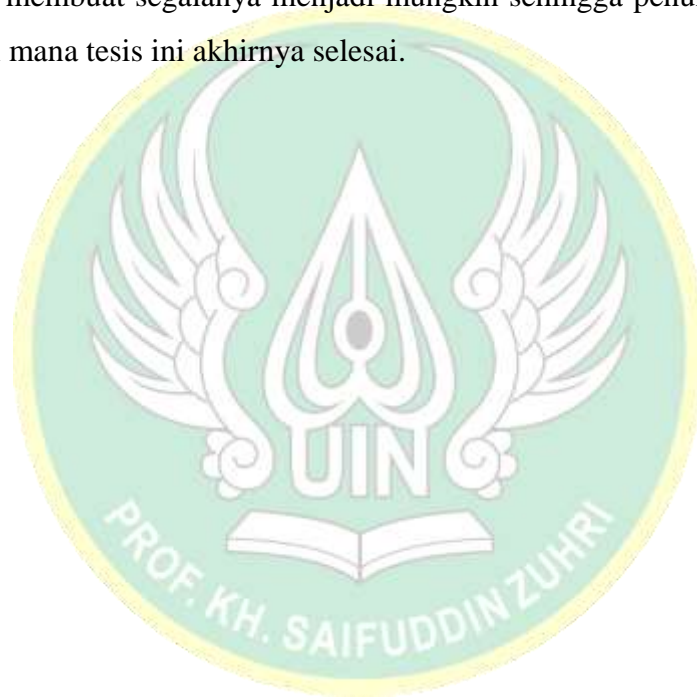 membuat segalanya menjadi mungkin sehingga
mana tesis ini akhirnya selesai.
UIN
PROF. KH. SAIFUDDIN ZUHRI